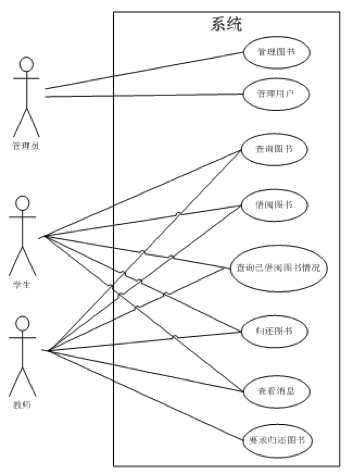 系统
管理图书
管理用户
管理员
查询图书
借阅图书
学生
查询已借阅图书情况
归还图书
教师
查看消息
要求归还图书